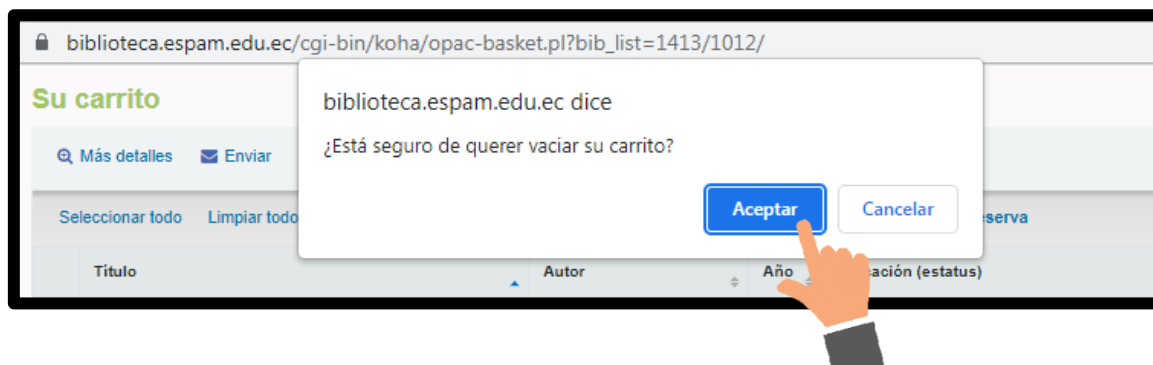 biblioteca.espam.edu.ec/cgi-bin/koha/opac-basket.pl?bib_list=1413/1012/
Su carrito
biblioteca.espam.edu.ec dice
¿Está seguro de querer vaciar su carrito?
Más detalles Enviar
Aceptar Cancelar
Seleccionar todo Limpiar todo
Título Autor Año (estatus)